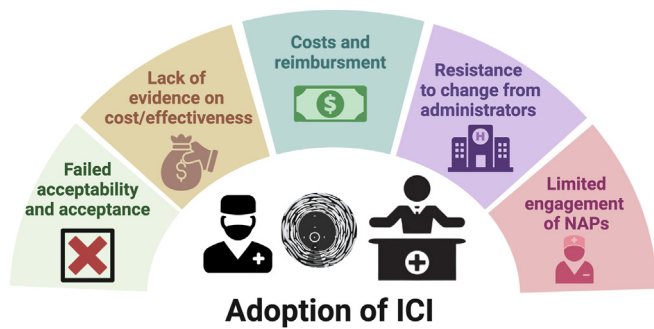 Failed
acceptability
and acceptance
Lack of
evidence on
cost/effectiveness
$
Costs and
reimbursment
$
Resistance
to change from
administrators
H
Limited
engagement
of NAPs
Adoption of ICI